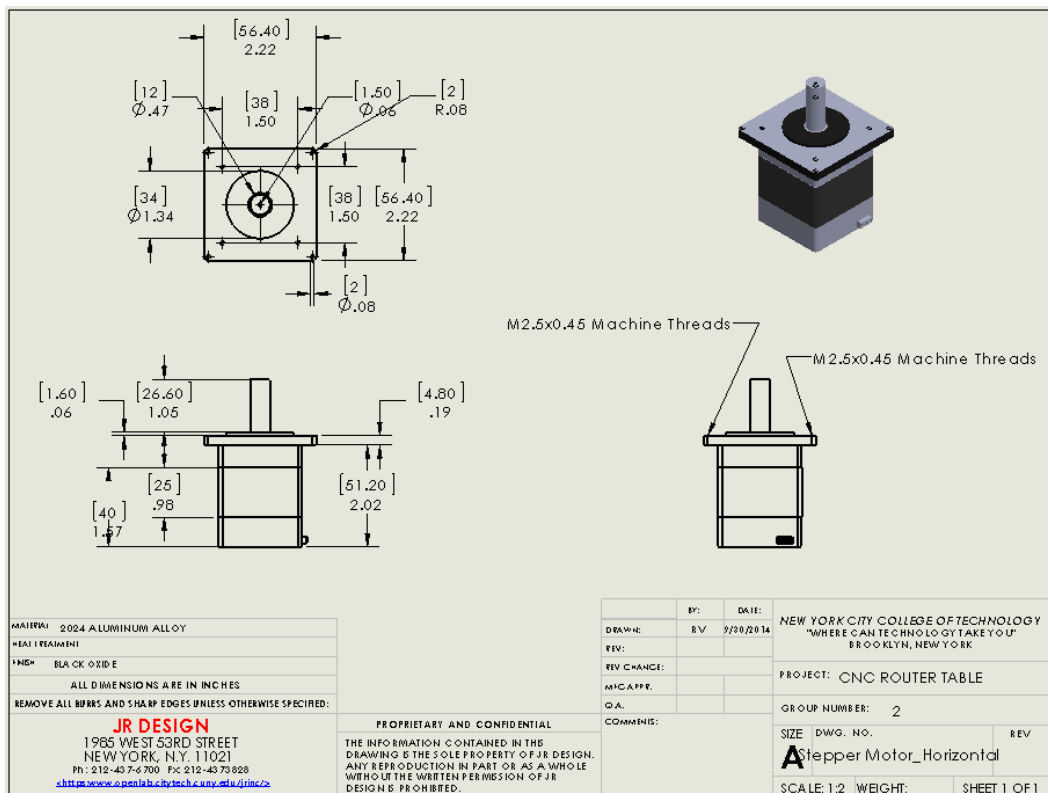 [56.40]
2.22
[12]
Ø.47
[38]
1.50
[1.50]
Ø.06
[2]
R.08
[34]
Ø1.34
[38]
1.50
[56.40]
2.22
[2]
Ø.08
M2.5x0.45 Machine Threads
M2.5x0.45 Machine Threads
[1.60]
.06
[26.60]
1.05
[4.80]
.19
[25]
.98
[40]
1.57
[51.20]
2.02
MATERIAL 2024 ALUMINUM ALLOY
HEAT TREATMENT
FINISH BLACK OXIDE
ALL DIMENSIONS ARE IN INCHES
REMOVE ALL BURRS AND SHARP EDGES UNLESS OTHERWISE SPECIFIED:
JR DESIGN
1985 WEST 53RD STREET
NEW YORK, N.Y. 11021
Ph: 212-437-6700 Fx: 212-4373828
<https:www.openlab.citytech.cuny.edu/jrinc/>
PROPRIETARY AND CONFIDENTIAL
THE INFORMATION CONTAINED IN THIS
DRAWING IS THE SOLE PROPERTY OF JR DESIGN.
ANY REPRODUCTION IN PART OR AS A WHOLE
WITHOUT THE WRITTEN PERMISSION OF JR
DESIGN IS PROHIBITED.
BY: DATE:
DRAWN: RV 9/30/2014
REV:
REV CHANGE:
MFG APPR.
Q.A.
COMMENTS:
NEW YORK CITY COLLEGE OF TECHNOLOGY
"WHERE CAN TECHNOLOGY TAKE YOU"
BROOKLYN, NEW YORK
PROJECT: CNC ROUTER TABLE
GROUP NUMBER: 2
SIZE DWG. NO. REV
A Stepper Motor_Horizontal
SCALE: 1:2 WEIGHT: SHEET 1 OF 1